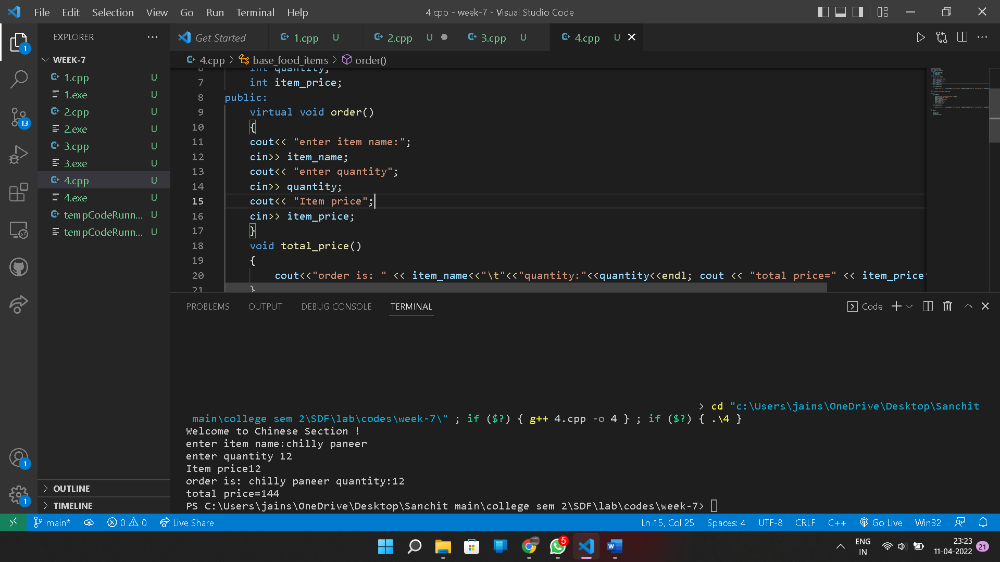 File Edit Selection View Go Run Terminal Help
4.cpp - week-7 - Visual Studio Code
EXPLORER
Get Started
1.cpp U
2.cpp U
3.cpp U
4.cpp U
4.cpp > base_food_items > order()
1
WEEK-7
1.cpp U
1.exe U
2.cpp U
2.exe U
3.cpp U
3.exe U
4.cpp U
4.exe U
tempCodeRunn... U
tempCodeRunn... U
13
6 int quantity;
7 int item_price;
8 public:
9 virtual void order()
10 {
11 cout<< "enter item name:";
12 cin>> item_name;
13 cout<< "enter quantity";
14 cin>> quantity;
15 cout<< "Item price";
16 cin>> item_price;
17 }
18 void total_price()
19 {
20 cout<<"order is: " << item_name<<"\t"<<"quantity:"<<quantity<<endl; cout << "total price=" << item_price*
21 }
PROBLEMS OUTPUT DEBUG CONSOLE TERMINAL
Code
> cd "c:\Users\jains\OneDrive\Desktop\Sanchit
main\college sem 2\SDF\lab\codes\week-7\" ; if ($?) { g++ 4.cpp -o 4 } ; if ($?) { .\4 }
Welcome to Chinese Section !
enter item name:chilly paneer
enter quantity 12
Item price12
order is: chilly paneer quantity:12
total price=144
PS C:\Users\jains\OneDrive\Desktop\Sanchit main\college sem 2\SDF\lab\codes\week-7>
1
1
OUTLINE
TIMELINE
main* 0 0 Live Share
Ln 15, Col 25 Spaces: 4 UTF-8 CRLF C++ Go Live Win32
5
ENG
IN
23:23
11-04-2022
21